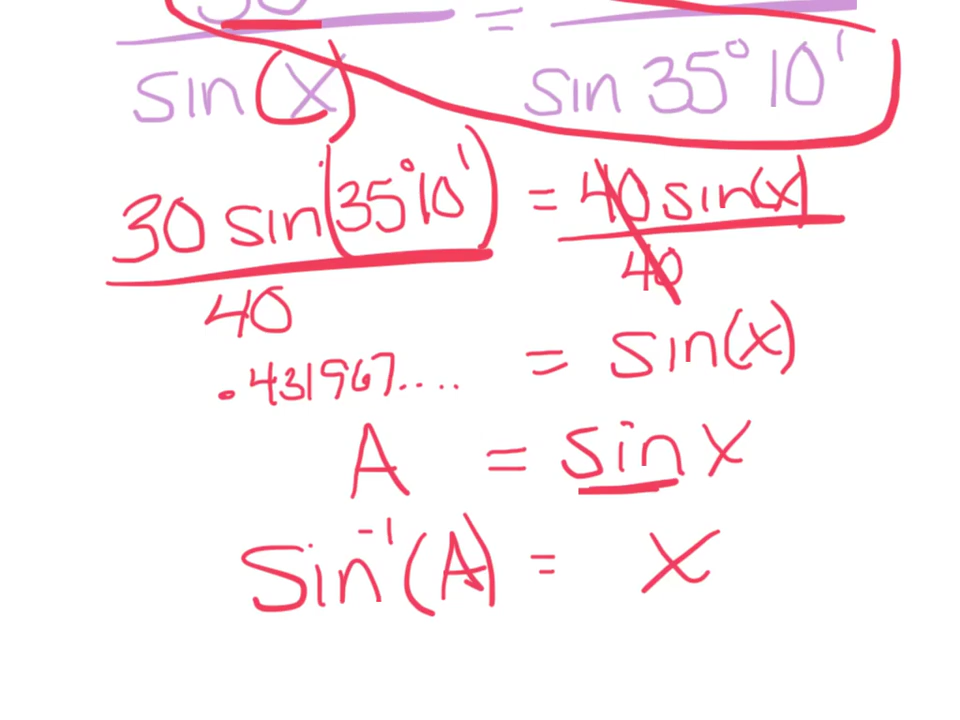 =
sin(x) sin 35°10'
30 sin(35°10') = 40 sin(x)
40 40
.431967.... = sin(x)
A = sin x
Sin⁻¹(A) = x